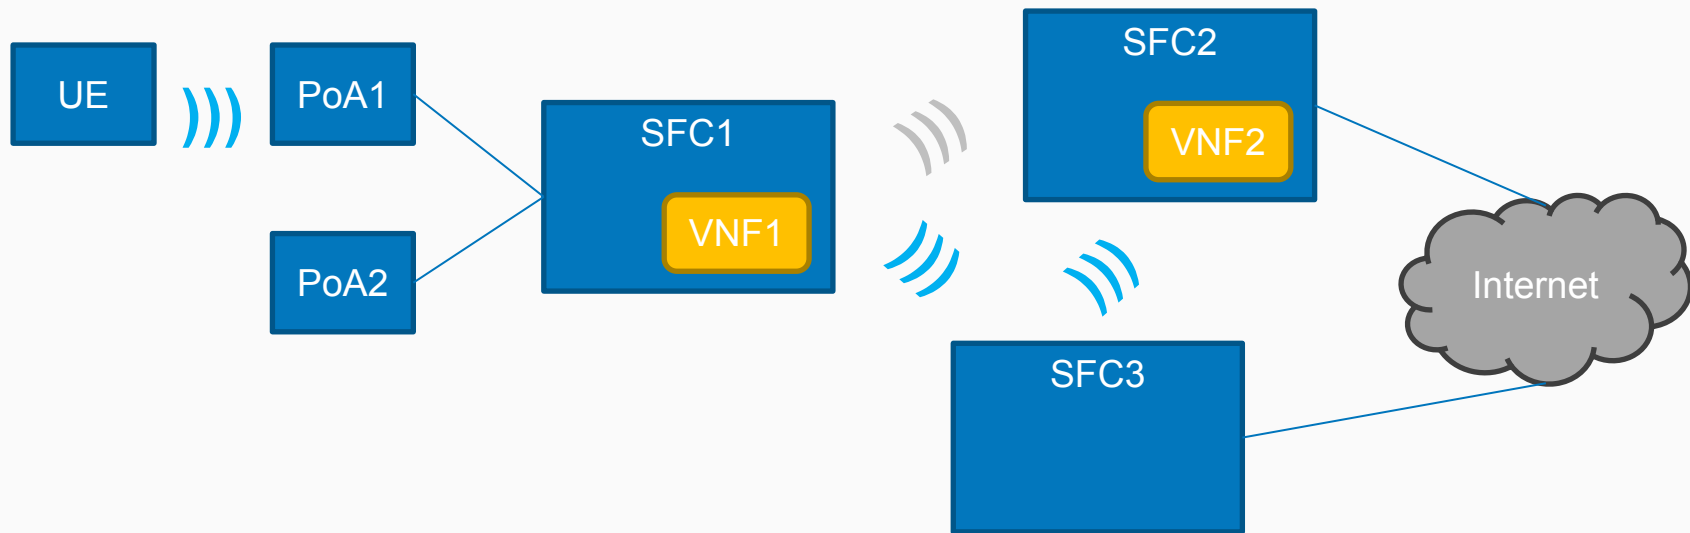 UE
PoA1
PoA2
SFC1
VNF1
SFC2
VNF2
SFC3
Internet